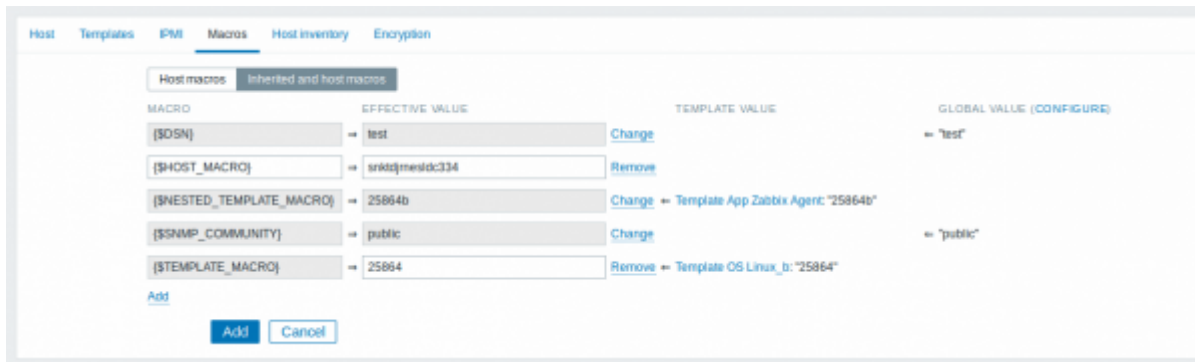 Host Templates IPMI Macros Host inventory Encryption
Host macros Inherited and host macros
MACRO EFFECTIVE VALUE TEMPLATE VALUE GLOBAL VALUE (CONFIGURE)
{$DSN} ⇒ test Change ⇐ "test"
{$HOST_MACRO} ⇒ Remove
{$NESTED_TEMPLATE_MACRO} ⇒ 25864b Change ⇐ Template App Zabbix Agent: "25864b"
{$SNMP_COMMUNITY} ⇒ public Change ⇐ "public"
{$TEMPLATE_MACRO} ⇒ 25864 Remove ⇐ Template OS Linux_b: "25864"
Add
Add Cancel